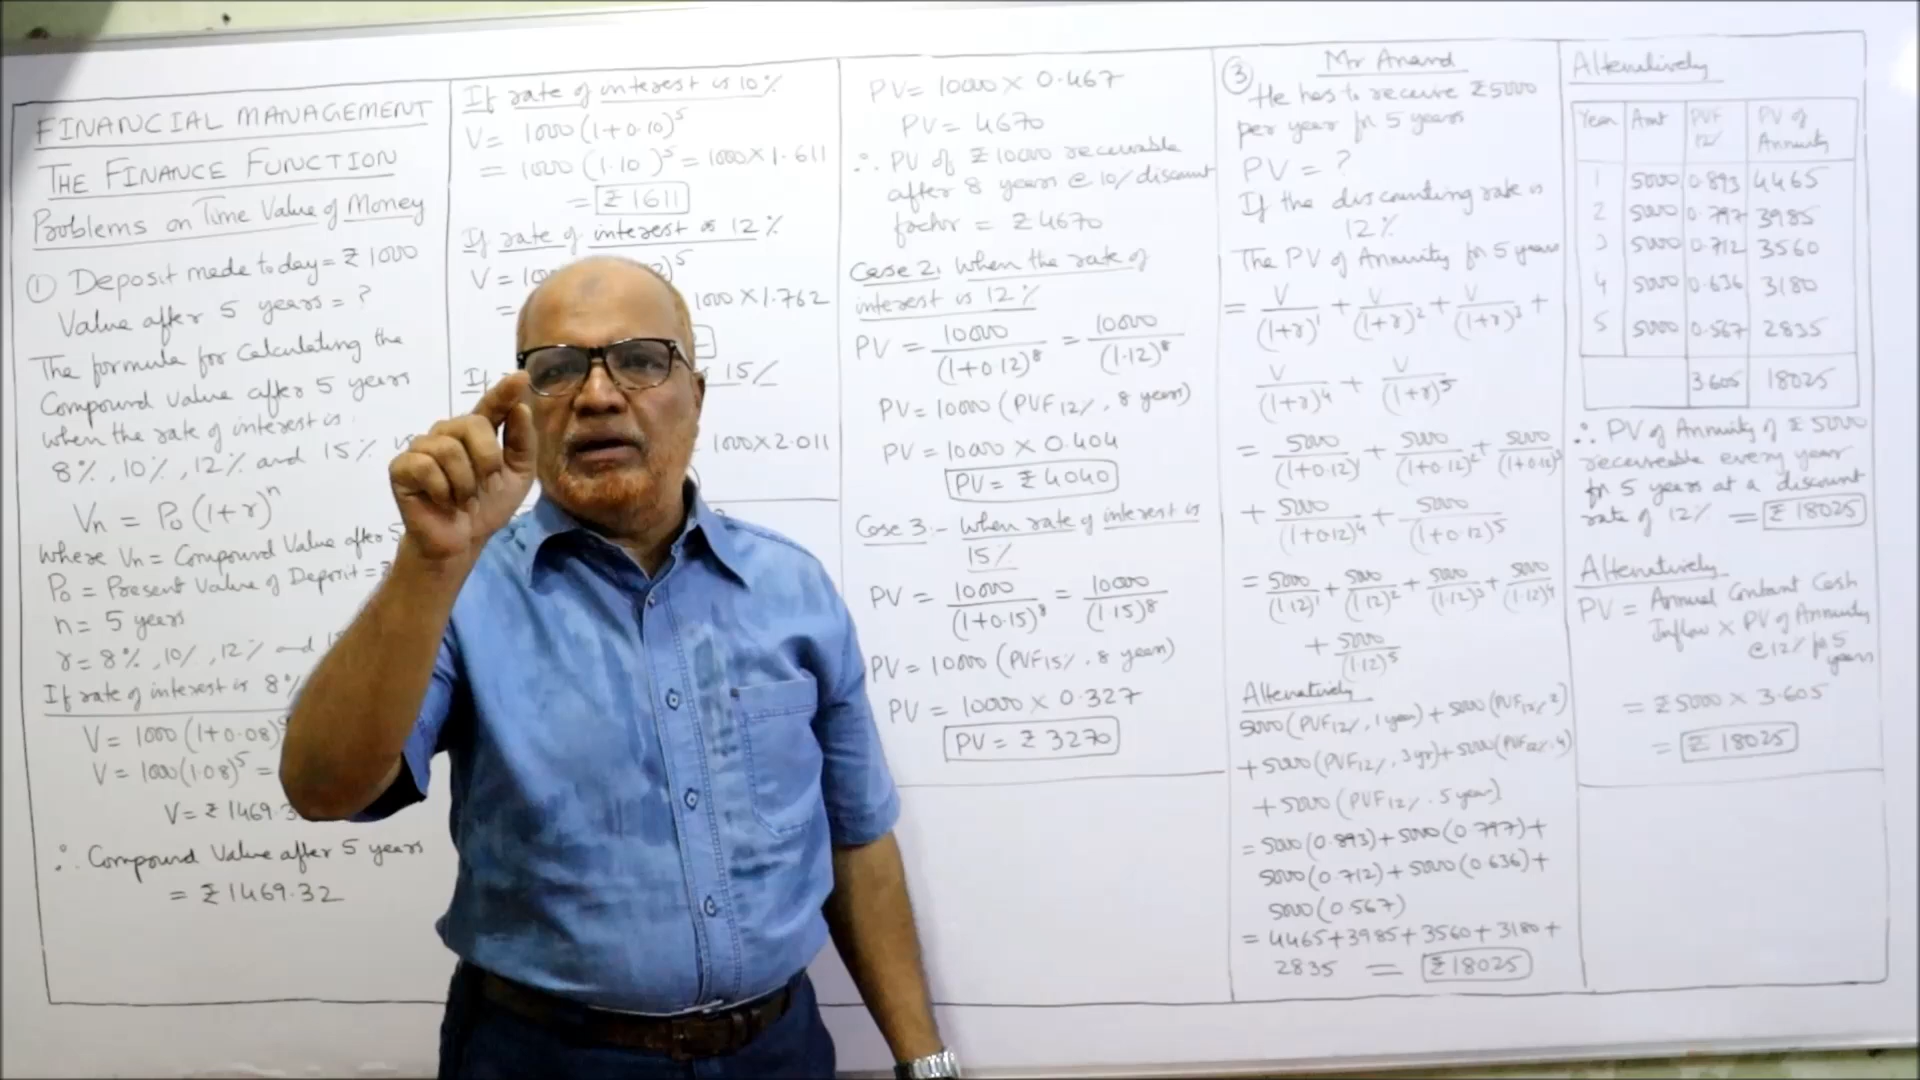 FINANCIAL MANAGEMENT
THE FINANCE FUNCTION
Problems on Time Value of Money
① Deposit made today = ₹ 1000
Value after 5 years = ?
The formula for Calculating the
Compound value after 5 years
when the rate of interest is
8%, 10%, 12% and 15% is
Vn = P₀ (1+r)ⁿ
where Vn = Compound Value after 5
P₀ = Present Value of Deposit = ₹
n = 5 years
r = 8%, 10%, 12% and 1
If rate of interest is 8%
V = 1000 (1+0.08)
V = 1000(1.08)⁵ =
V = ₹ 1469.3
∴ Compound Value after 5 years
= ₹ 1469.32
If rate of interest is 10%
V = 1000 (1+0.10)⁵
= 1000 (1.10)⁵ = 1000 × 1.611
= ₹ 1611
If rate of interest is 12%
V = 100 )⁵
= 1000 × 1.762
If 15%
1000 × 2.011
PV = 10000 × 0.467
PV = 4670
∴ PV of ₹ 10000 receivable
after 8 years @ 10% discount
factor = ₹ 4670
Case 2: When the rate of
interest is 12%
PV = 10000/(1+0.12)⁸ = 10000/(1.12)⁸
PV = 10000 (PVF12%, 8 years)
PV = 10000 × 0.404
PV = ₹ 4040
Case 3:- When rate of interest is
15%
PV = 10000/(1+0.15)⁸ = 10000/(1.15)⁸
PV = 10000 (PVF15%, 8 years)
PV = 10000 × 0.327
PV = ₹ 3270
③ Mr Anand
He has to receive ₹ 5000
per year for 5 years
PV = ?
If the discounting rate is
12%
The PV of Annuity for 5 years
= V/(1+r)¹ + V/(1+r)² + V/(1+r)³ +
V/(1+r)⁴ + V/(1+r)⁵
= 5000/(1+0.12)¹ + 5000/(1+0.12)² + 5000/(1+0.12)³
+ 5000/(1+0.12)⁴ + 5000/(1+0.12)⁵
= 5000/(1.12)¹ + 5000/(1.12)² + 5000/(1.12)³ + 5000/(1.12)⁴
+ 5000/(1.12)⁵
Alternatively
5000 (PVF12%, 1 year) + 5000 (PVF12%, 2)
+ 5000 (PVF12%, 3 yr) + 5000 (PVF12%, 4)
+ 5000 (PVF12%, 5 year)
= 5000 (0.893) + 5000 (0.797) +
5000 (0.712) + 5000 (0.636) +
5000 (0.567)
= 4465 + 3985 + 3560 + 3180 +
2835 = ₹ 18025
Alternatively
Year Amt PVF 12% PV of Annuity
1 5000 0.893 4465
2 5000 0.797 3985
3 5000 0.712 3560
4 5000 0.636 3180
5 5000 0.567 2835
3.605 18025
∴ PV of Annuity of ₹ 5000
receiveable every year
for 5 years at a discount
rate of 12% = ₹ 18025
Alternatively
PV = Annual Contant Cash
Inflow × PV of Annuity
@ 12% for 5
years
= ₹ 5000 × 3.605
= ₹ 18025